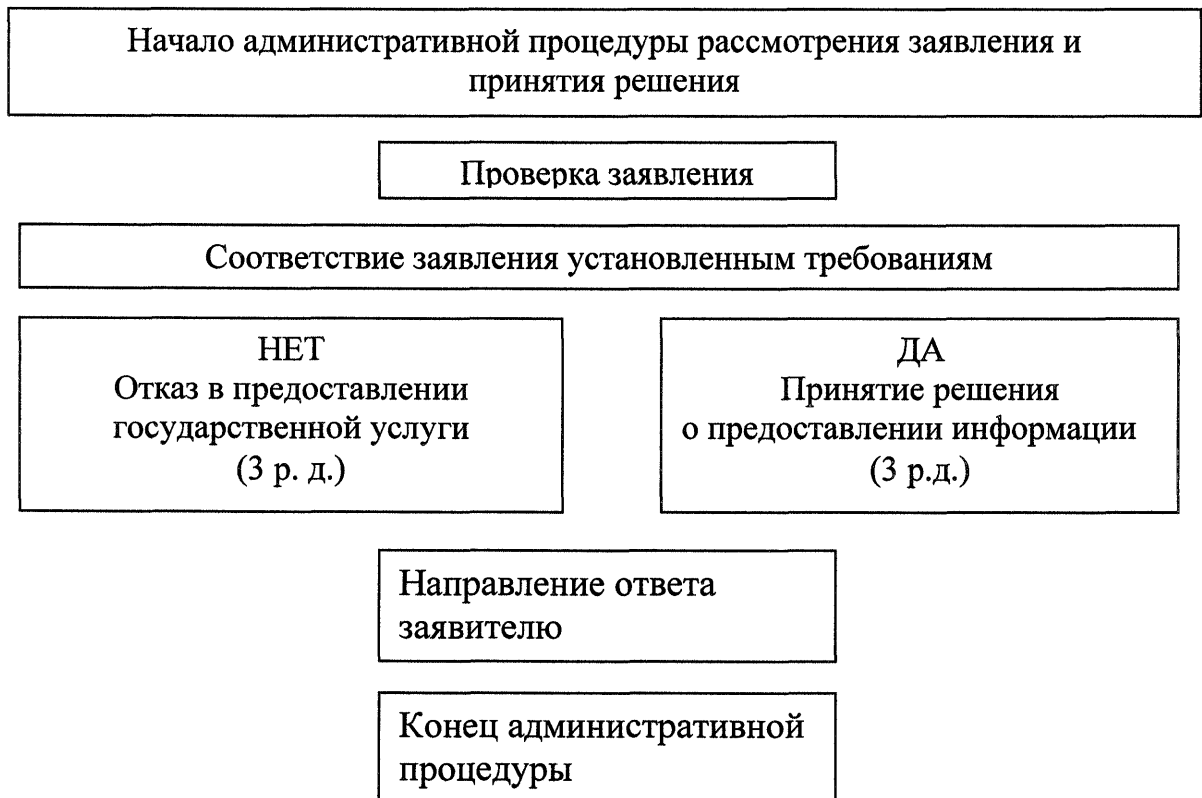 Начало административной процедуры рассмотрения заявления и
принятия решения
Проверка заявления
Соответствие заявления установленным требованиям
НЕТ
Отказ в предоставлении
государственной услуги
(3 р. д.)
ДА
Принятие решения
о предоставлении информации
(3 р.д.)
Направление ответа
заявителю
Конец административной
процедуры